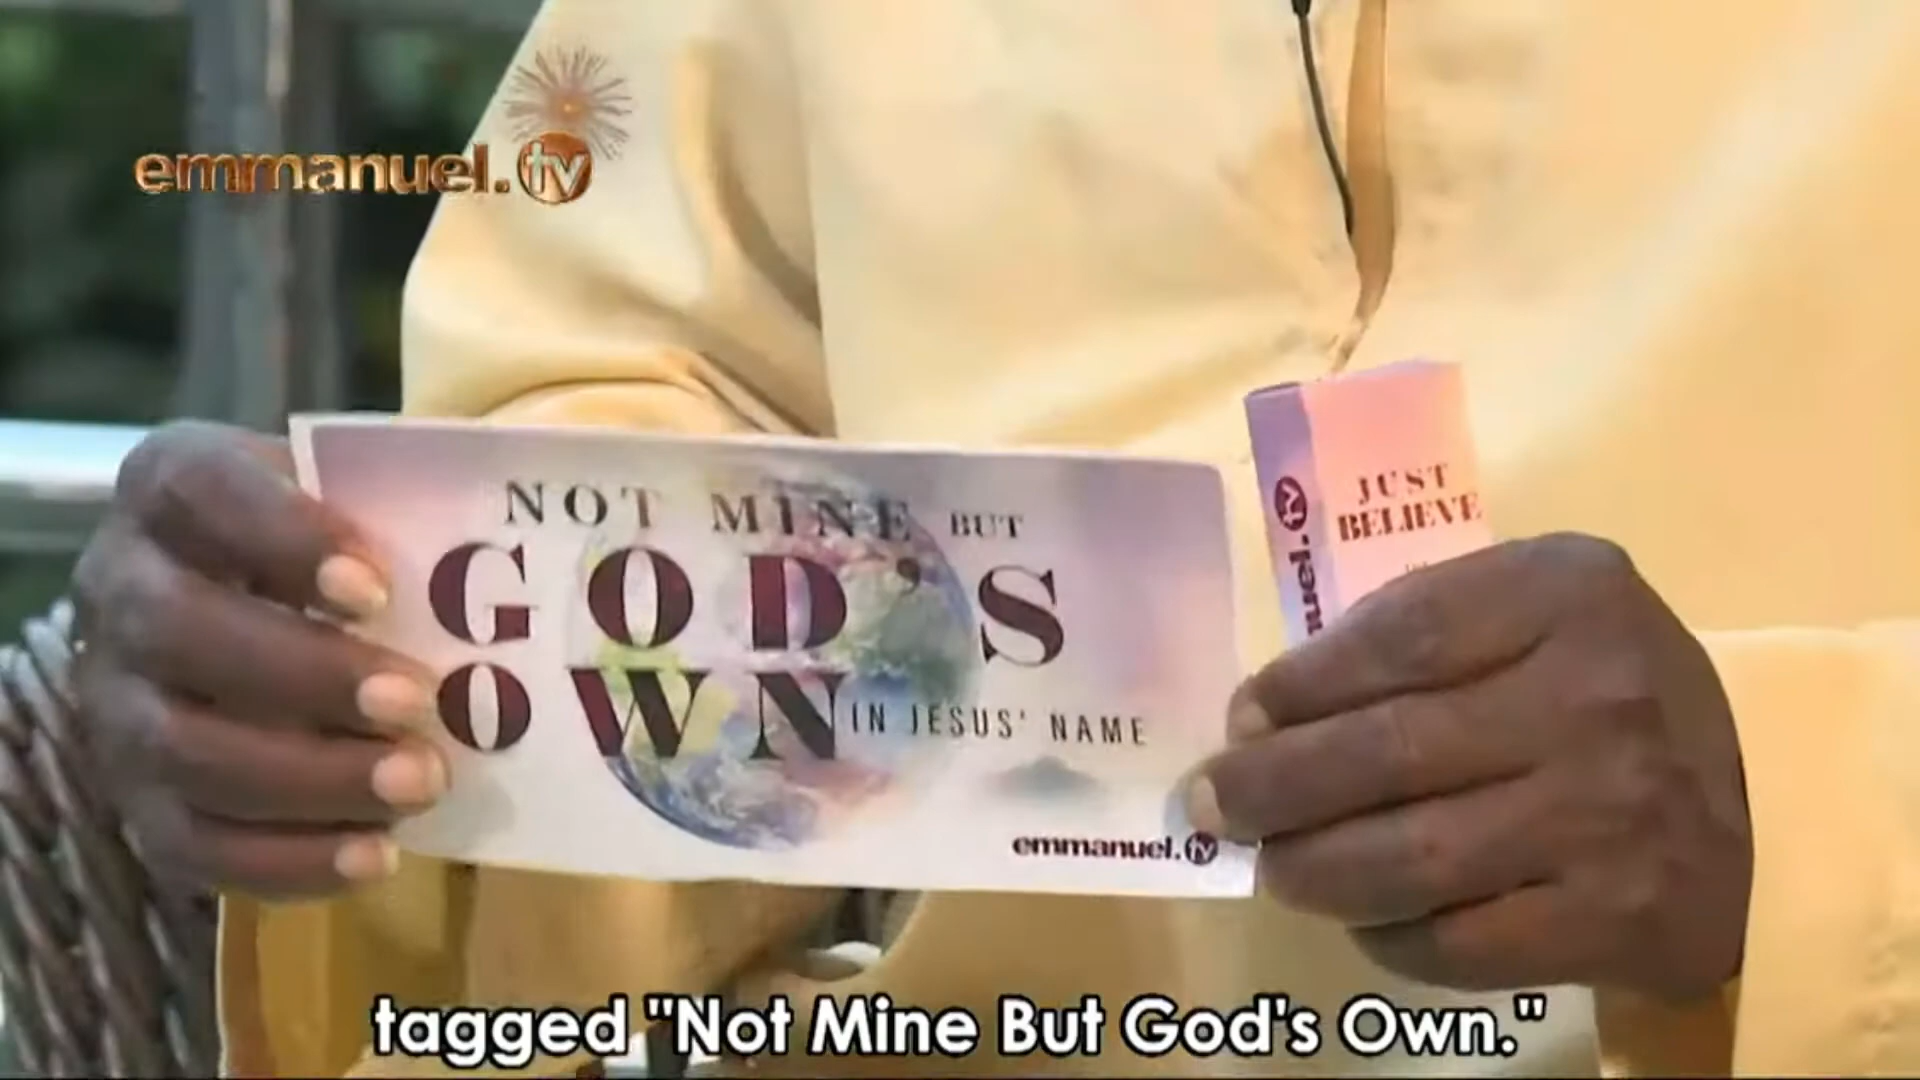 emmanuel.tv
NOT MINE BUT
GOD'S
OWN IN JESUS' NAME
emmanuel.tv
JUST
BELIEVE
nuel.tv
tagged "Not Mine But God's Own."